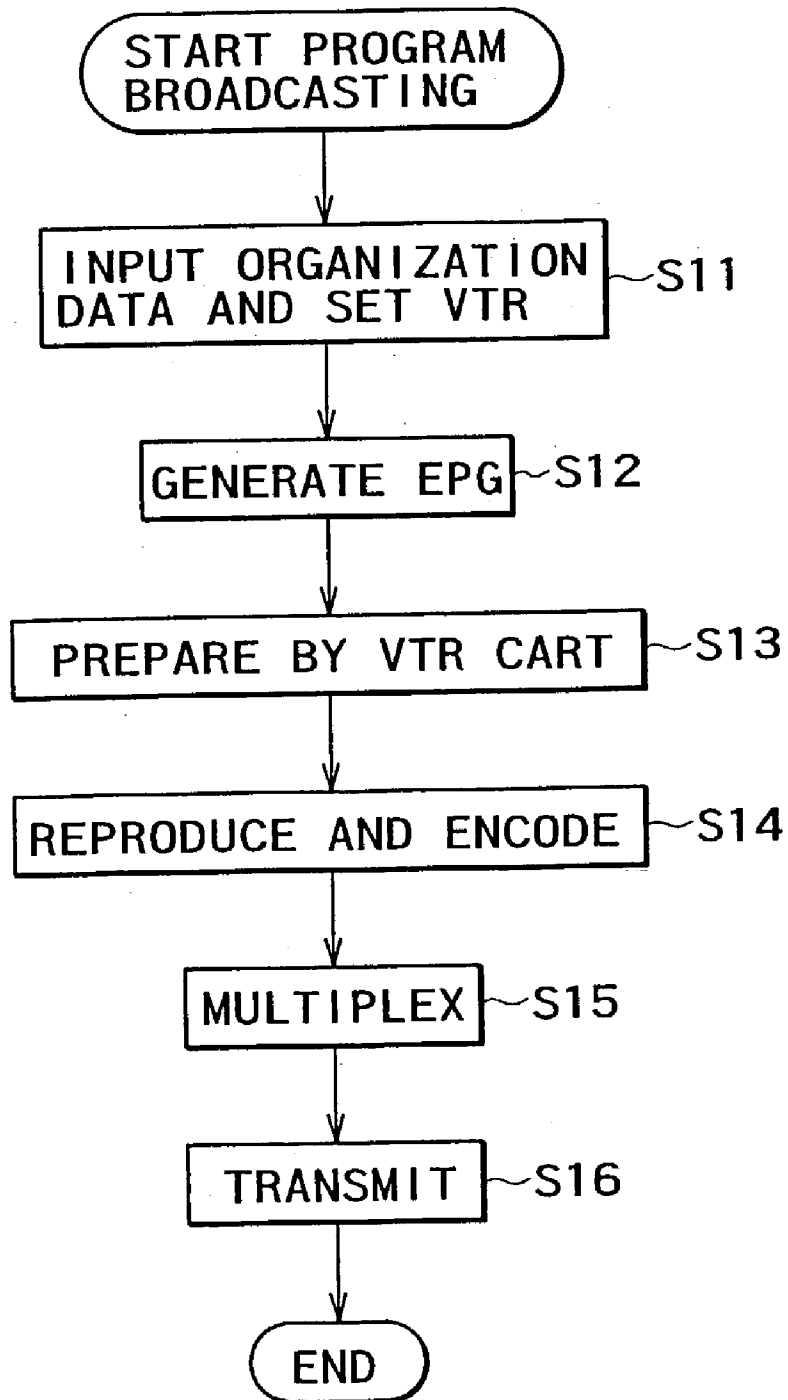 START PROGRAM
BROADCASTING
INPUT ORGANIZATION
DATA AND SET VTR
S11
GENERATE EPG
S12
PREPARE BY VTR CART
S13
REPRODUCE AND ENCODE
S14
MULTIPLEX
S15
TRANSMIT
S16
END